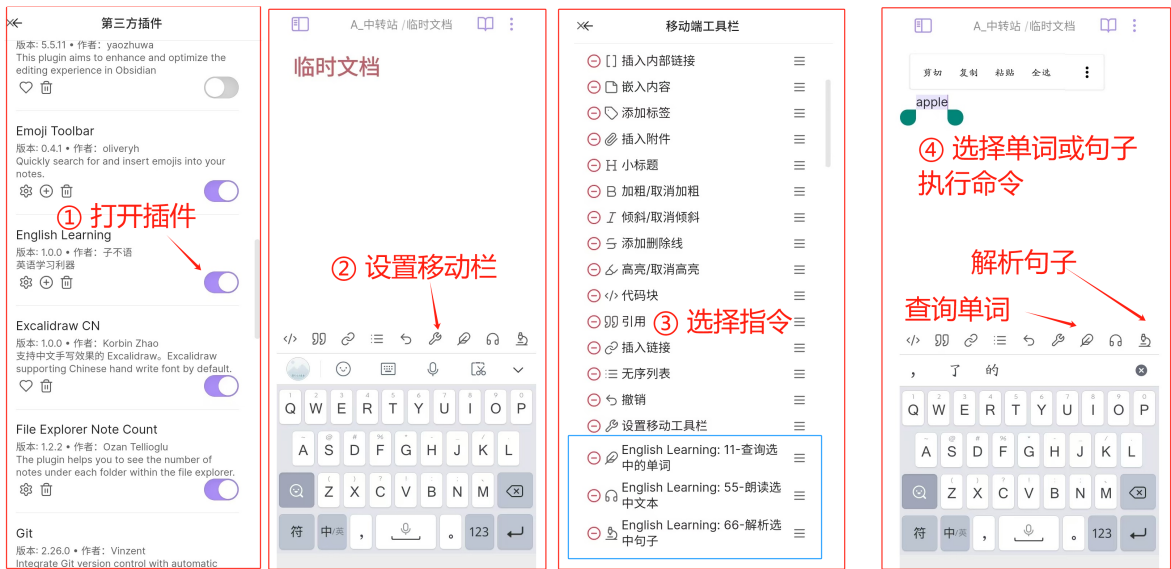 第三方插件
版本: 5.5.11 • 作者：yaozhuwa
This plugin aims to enhance and optimize the
editing experience in Obsidian
Emoji Toolbar
版本: 0.4.1 • 作者：oliveryh
Quickly search for and insert emojis into your
notes.
① 打开插件
English Learning
版本: 1.0.0 • 作者：子不语
英语学习利器
Excalidraw CN
版本: 1.0.0 • 作者：Korbin Zhao
支持中文手写效果的 Excalidraw。Excalidraw
supporting Chinese hand write font by default.
File Explorer Note Count
版本: 1.2.2 • 作者：Ozan Tellioglu
The plugin helps you to see the number of
notes under each folder within the file explorer.
Git
版本: 2.26.0 • 作者：Vinzent
Integrate Git version control with automatic
A_中转站 /临时文档
临时文档
② 设置移动栏
Q W E R T Y U I O P
A S D F G H J K L
Z X C V B N M
符 中/英 ， 。 123
移动端工具栏
[ ] 插入内部链接
嵌入内容
添加标签
插入附件
H 小标题
B 加粗/取消加粗
I 倾斜/取消倾斜
S 添加删除线
高亮/取消高亮
</> 代码块
引用
③ 选择指令
插入链接
无序列表
撤销
设置移动工具栏
English Learning: 11-查询选
中的单词
English Learning: 55-朗读选
中文本
English Learning: 66-解析选
中句子
A_中转站 /临时文档
剪切 复制 粘贴 全选
apple
④ 选择单词或句子
执行命令
解析句子
查询单词
， 了 的
Q W E R T Y U I O P
A S D F G H J K L
Z X C V B N M
符 中/英 ， 。 123